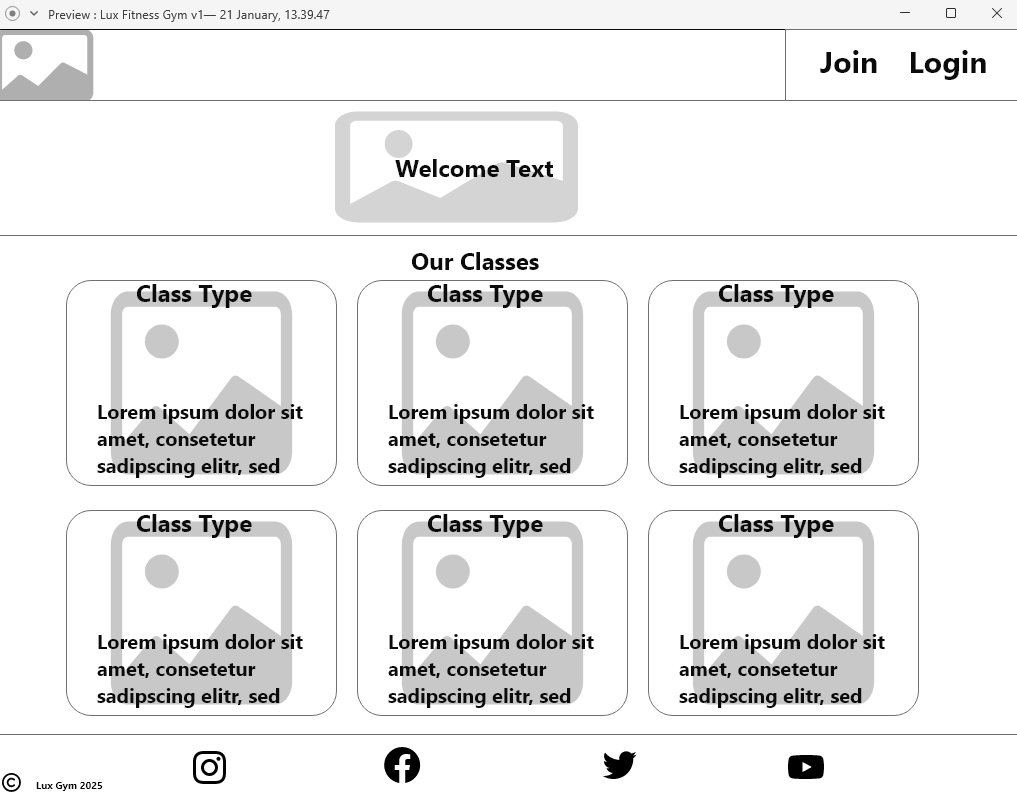 Preview : Lux Fitness Gym v1— 21 January, 13.39.47
Join Login
Welcome Text
Our Classes
Class Type
Lorem ipsum dolor sit
amet, consetetur
sadipscing elitr, sed
Class Type
Lorem ipsum dolor sit
amet, consetetur
sadipscing elitr, sed
Class Type
Lorem ipsum dolor sit
amet, consetetur
sadipscing elitr, sed
Class Type
Lorem ipsum dolor sit
amet, consetetur
sadipscing elitr, sed
Class Type
Lorem ipsum dolor sit
amet, consetetur
sadipscing elitr, sed
Class Type
Lorem ipsum dolor sit
amet, consetetur
sadipscing elitr, sed
© Lux Gym 2025